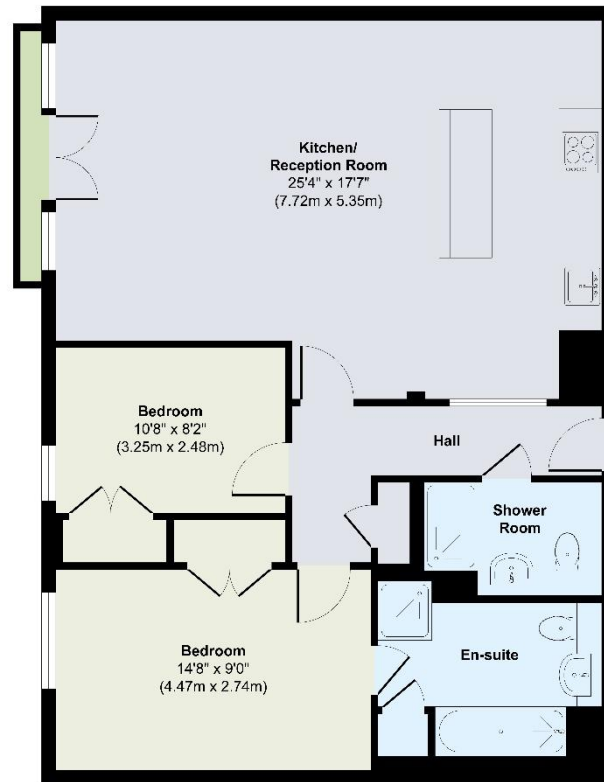 Kitchen/
Reception Room
25'4" x 17'7"
(7.72m x 5.35m)
Bedroom
10'8" x 8'2"
(3.25m x 2.48m)
Hall
Shower
Room
Bedroom
14'8" x 9'0"
(4.47m x 2.74m)
En-suite